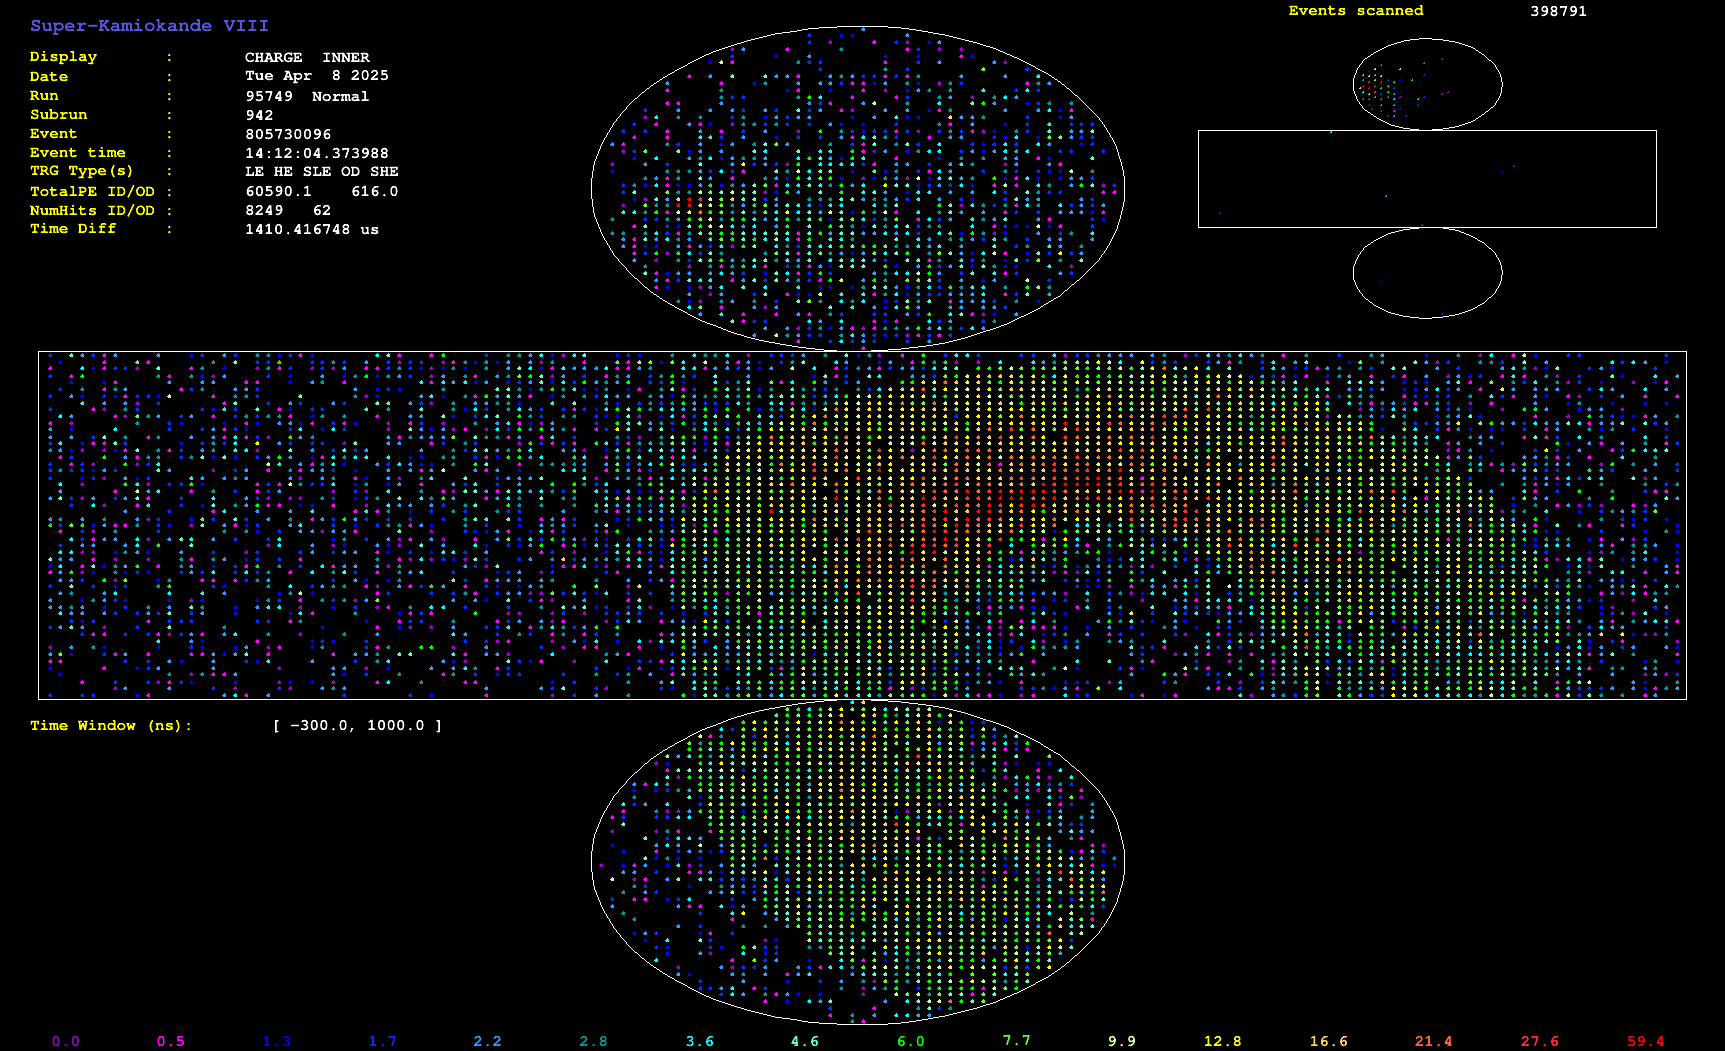 Super-Kamiokande VIII
Events scanned 398791
Display : CHARGE INNER
Date : Tue Apr 8 2025
Run : 95749 Normal
Subrun : 942
Event : 805730096
Event time : 14:12:04.373988
TRG Type(s) : LE HE SLE OD SHE
TotalPE ID/OD : 60590.1 616.0
NumHits ID/OD : 8249 62
Time Diff : 1410.416748 us
Time Window (ns): [ -300.0, 1000.0 ]
0.0 0.5 1.3 1.7 2.2 2.8 3.6 4.6 6.0 7.7 9.9 12.8 16.6 21.4 27.6 59.4